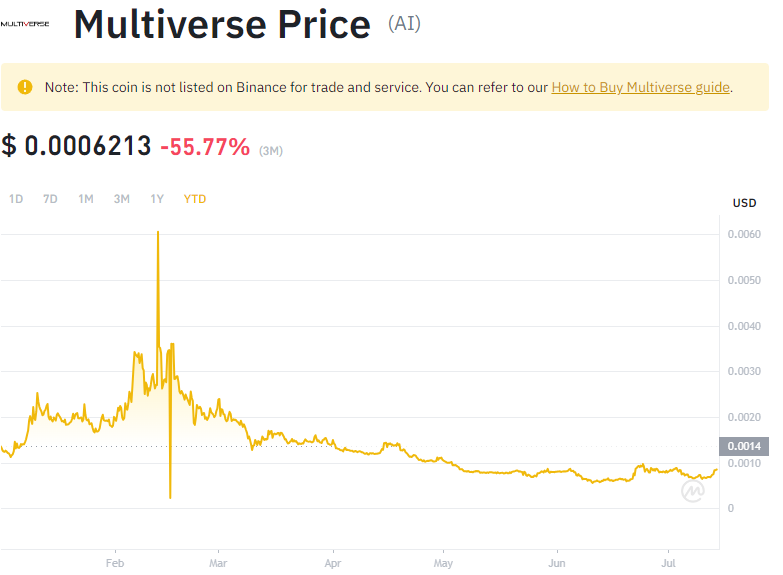 MULTIVERSE
Multiverse Price (AI)
Note: This coin is not listed on Binance for trade and service. You can refer to our How to Buy Multiverse guide.
$ 0.0006213 -55.77% (3M)
1D 7D 1M 3M 1Y YTD
USD
0.0060
0.0050
0.0040
0.0030
0.0020
0.0014
0.0010
0
Feb Mar Apr May Jun Jul